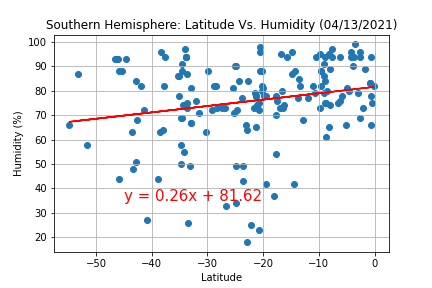 Southern Hemisphere: Latitude Vs. Humidity (04/13/2021)
100
90
80
70
60
50
40
30
20
Humidity (%)
y = 0.26x + 81.62
−50 −40 −30 −20 −10 0
Latitude